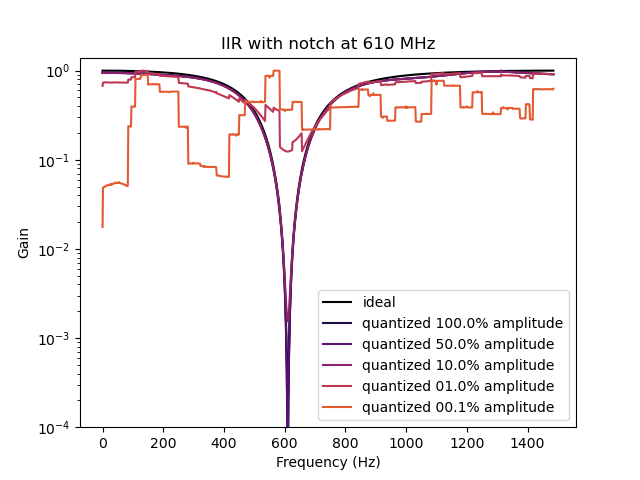 IIR with notch at 610 MHz
Gain
10⁰
10⁻¹
10⁻²
10⁻³
10⁻⁴
ideal
quantized 100.0% amplitude
quantized 50.0% amplitude
quantized 10.0% amplitude
quantized 01.0% amplitude
quantized 00.1% amplitude
0 200 400 600 800 1000 1200 1400
Frequency (Hz)